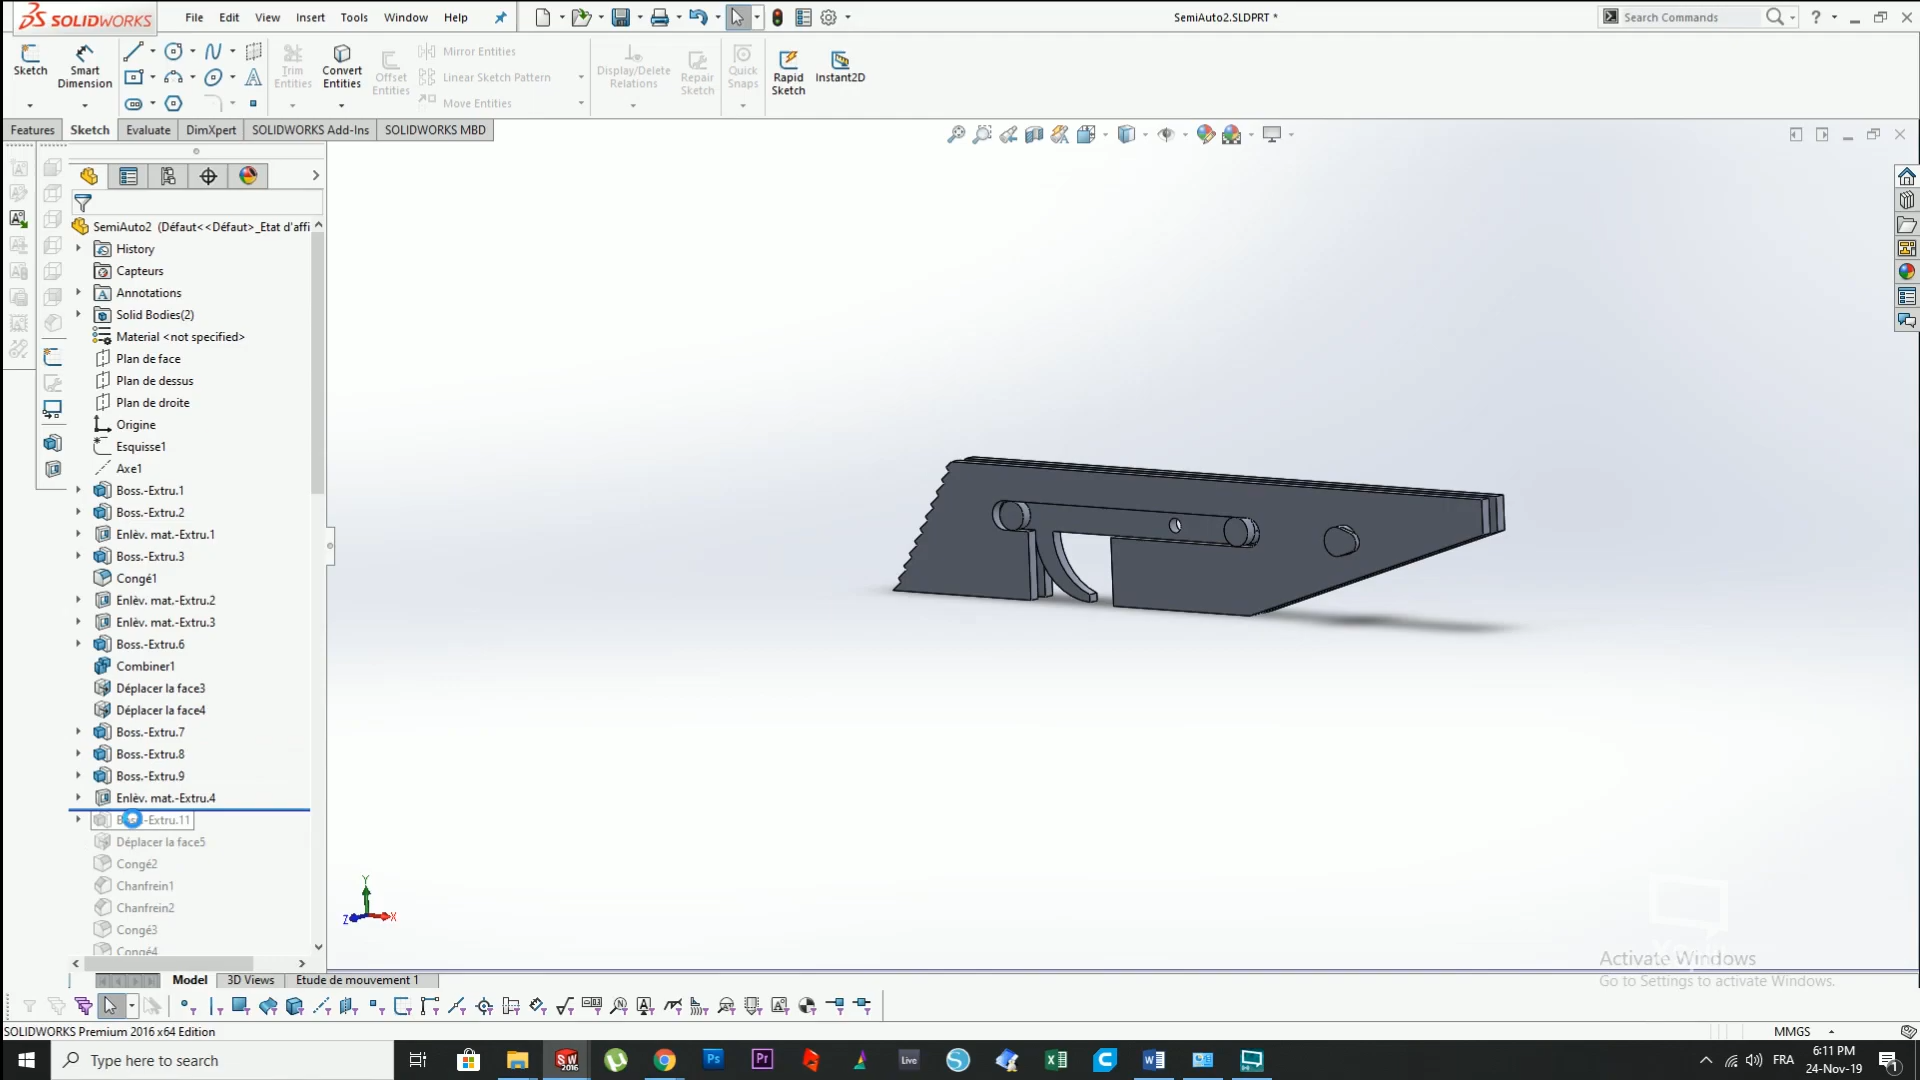 SOLIDWORKS File Edit View Insert Tools Window Help SemiAuto2.SLDPRT * Search Commands
Sketch Smart Dimension Trim Entities Convert Entities Offset Entities Mirror Entities Linear Sketch Pattern Move Entities Display/Delete Relations Repair Sketch Quick Snaps Rapid Sketch Instant2D
Features Sketch Evaluate DimXpert SOLIDWORKS Add-Ins SOLIDWORKS MBD
SemiAuto2 (Défaut<<Défaut>_Etat d'affi
History
Capteurs
Annotations
Solid Bodies(2)
Material <not specified>
Plan de face
Plan de dessus
Plan de droite
Origine
Esquisse1
Axe1
Boss.-Extru.1
Boss.-Extru.2
Enlèv. mat.-Extru.1
Boss.-Extru.3
Congé1
Enlèv. mat.-Extru.2
Enlèv. mat.-Extru.3
Boss.-Extru.6
Combiner1
Déplacer la face3
Déplacer la face4
Boss.-Extru.7
Boss.-Extru.8
Boss.-Extru.9
Enlèv. mat.-Extru.4
-Extru.11
Déplacer la face5
Congé2
Chanfrein1
Chanfrein2
Congé3
Congé4
Y
Z X
Activate Windows
Go to Settings to activate Windows.
Model 3D Views Etude de mouvement 1
SOLIDWORKS Premium 2016 x64 Edition MMGS
Type here to search SW 2016 Ps Pr Live FRA 6:11 PM
24-Nov-19 1